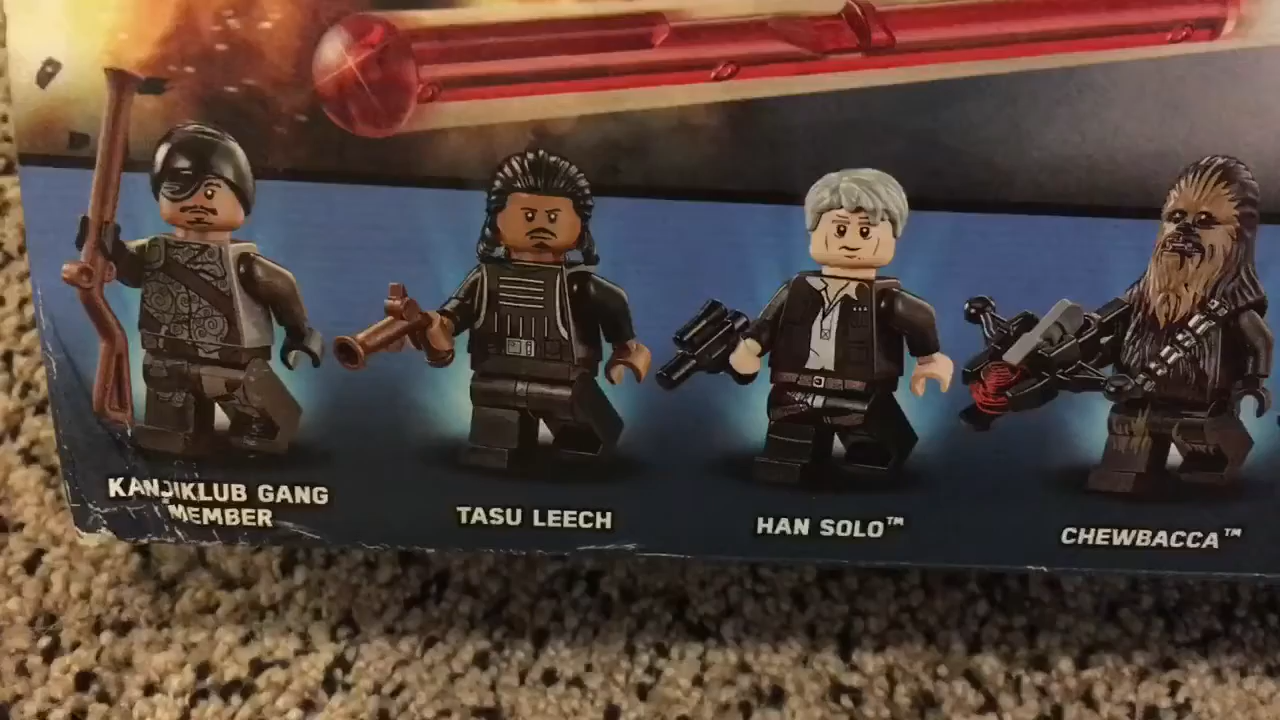 KANJIKLUB GANG
MEMBER
TASU LEECH
HAN SOLO™
CHEWBACCA™